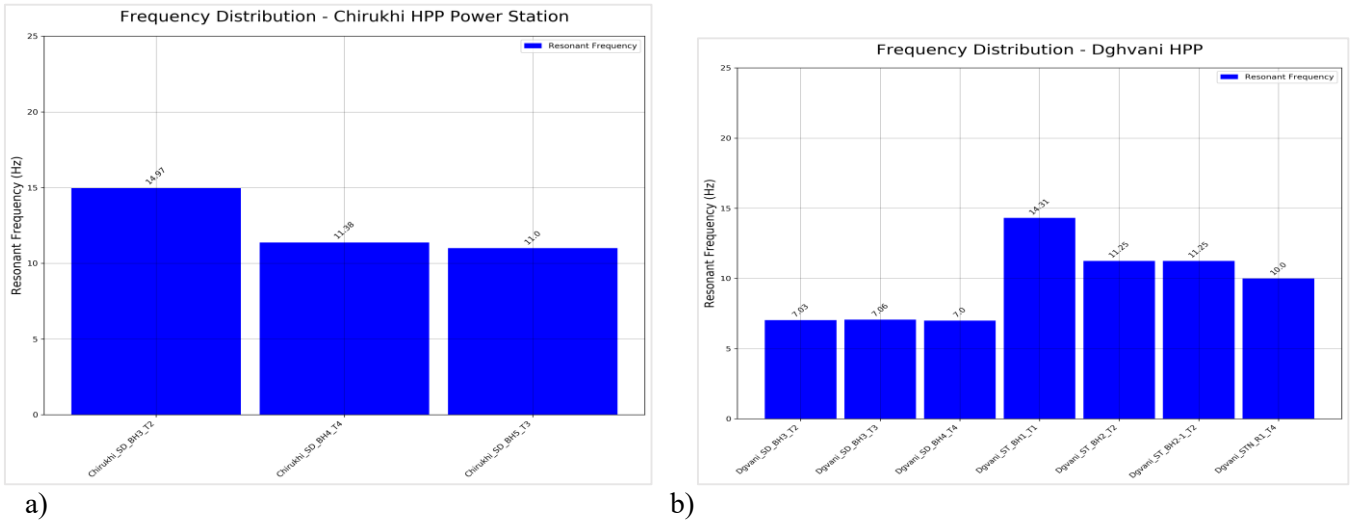 Frequency Distribution - Chirukhi HPP Power Station
Resonant Frequency
Resonant Frequency (Hz)
25
20
15
10
5
0
14.97
11.38
11.0
Chirukhi_SD_BH3_T2
Chirukhi_SD_BH4_T4
Chirukhi_SD_BH5_T3
a)
Frequency Distribution - Dghvani HPP
Resonant Frequency
Resonant Frequency (Hz)
25
20
15
10
5
0
7.03
7.06
7.0
14.31
11.25
11.25
10.0
Dgvani_SD_BH3_T2
Dgvani_SD_BH3_T3
Dgvani_SD_BH4_T4
Dgvani_ST_BH1_T1
Dgvani_ST_BH2_T2
Dgvani_ST_BH2-1_T2
Dgvani_STN_R1_T4
b)